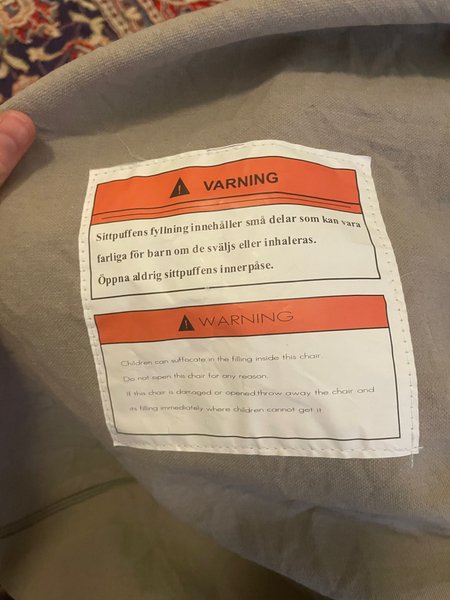 VARNING
Sittpuffens fyllning innehåller små delar som kan vara
farliga för barn om de sväljs eller inhaleras.
Öppna aldrig sittpuffens innerpåse.
WARNING
Children can suffocate in the filling inside this chair.
Do not open this chair for any reason.
If this chair is damaged or opened,throw away the chair and
its filling immediately where children cannot get it